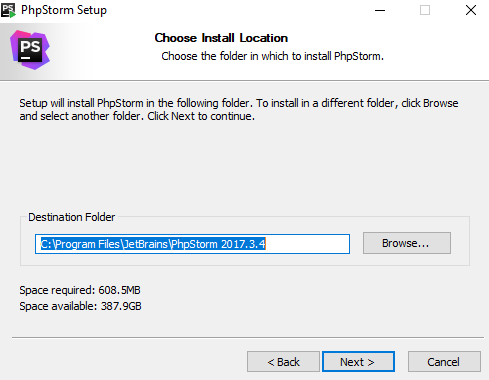 PhpStorm Setup
PS
Choose Install Location
Choose the folder in which to install PhpStorm.
Setup will install PhpStorm in the following folder. To install in a different folder, click Browse
and select another folder. Click Next to continue.
Destination Folder
C:\Program Files\JetBrains\PhpStorm 2017.3.4
Browse...
Space required: 608.5MB
Space available: 387.9GB
< Back
Next >
Cancel